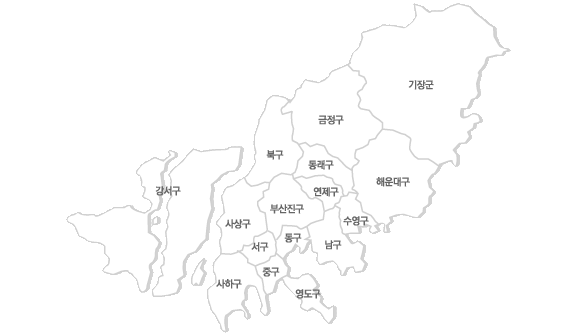 기장군
금정구
북구
동래구
해운대구
강서구
연제구
부산진구
사상구
수영구
동구
남구
서구
중구
사하구
영도구